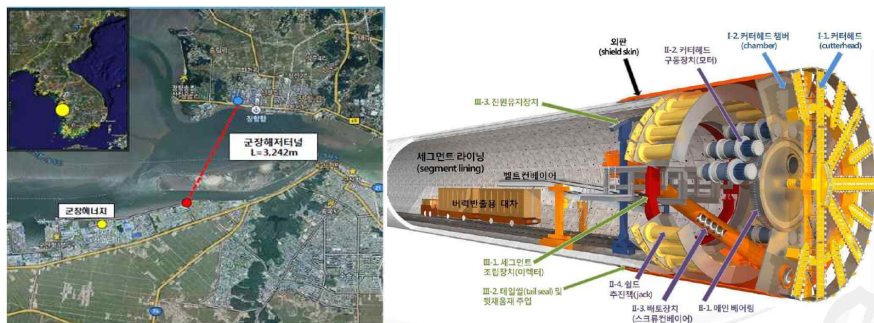 군장해저터널
L=3,242m
장항항
군장에너지
외판
(shield skin)
II-2. 커터헤드
구동장치(모터)
I-2. 커터헤드 챔버
(chamber)
I-1. 커터헤드
(cutterhead)
III-3. 진원유지장치
세그먼트 라이닝
(segment lining)
벨트컨베이어
버력반출용 대차
III-1. 세그먼트
조립장치(이렉터)
III-2. 테일씰(tail seal) 및
뒷채움재 주입
II-4. 쉴드
추진잭(jack)
II-3. 배토장치
(스크류컨베이어)
II-1. 메인 베어링